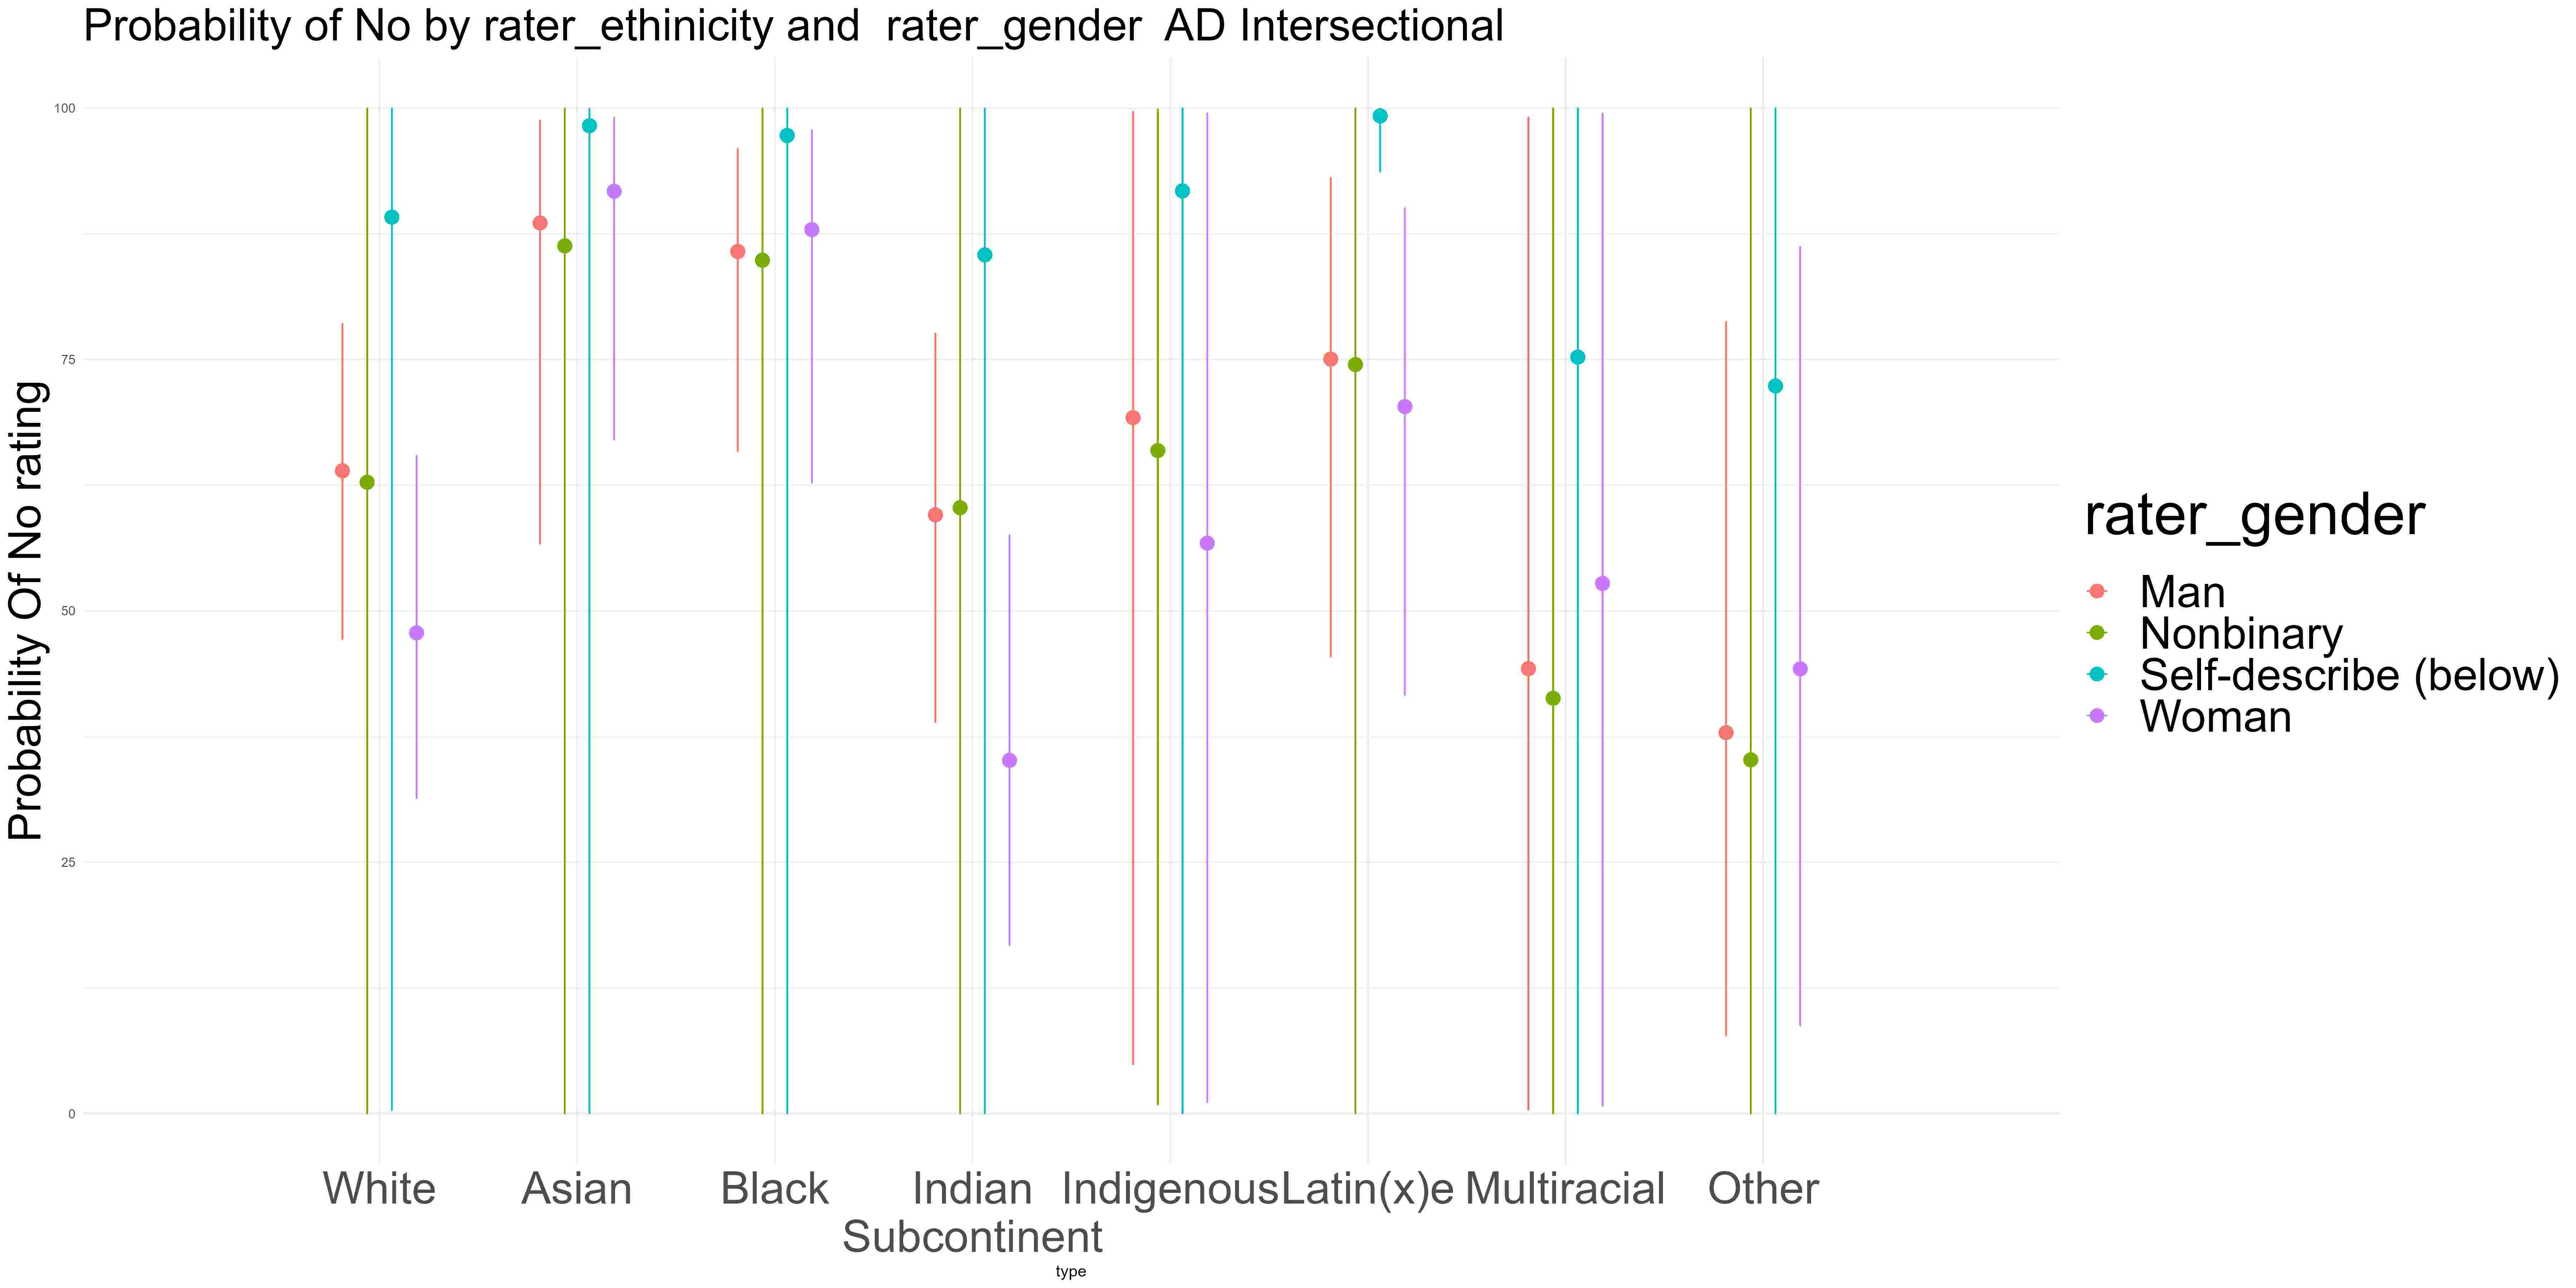 Probability of No by rater_ethinicity and  rater_gender  AD Intersectional
Probability Of No rating
100
75
50
25
0
White Asian Black Indian Indigenous Latin(x)e Multiracial Other
Subcontinent
type
rater_gender
Man
Nonbinary
Self-describe (below)
Woman